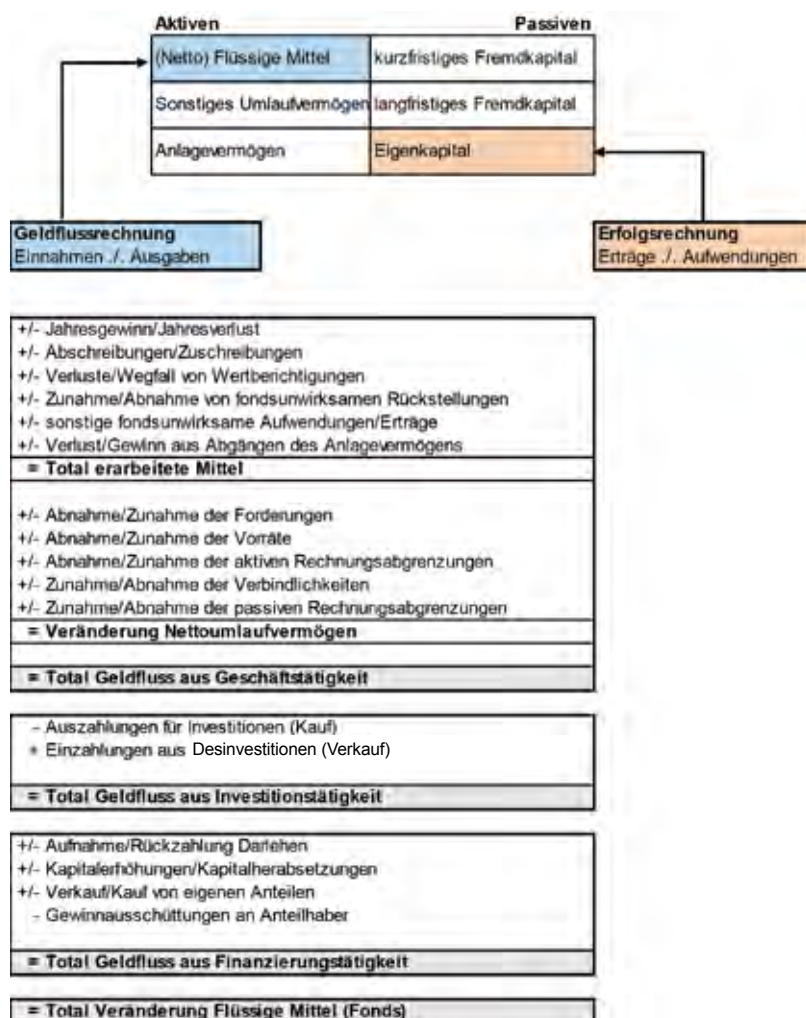 Aktiven Passiven
(Netto) Flüssige Mittel kurzfristiges Fremdkapital
Sonstiges Umlaufvermögen langfristiges Fremdkapital
Anlagevermögen Eigenkapital
Geldflussrechnung
Einnahmen ./. Ausgaben
Erfolgsrechnung
Erträge ./. Aufwendungen
+/- Jahresgewinn/Jahresverlust
+/- Abschreibungen/Zuschreibungen
+/- Verluste/Wegfall von Wertberichtigungen
+/- Zunahme/Abnahme von fondsunwirksamen Rückstellungen
+/- sonstige fondsunwirksame Aufwendungen/Erträge
+/- Verlust/Gewinn aus Abgängen des Anlagevermögens
= Total erarbeitete Mittel
+/- Abnahme/Zunahme der Forderungen
+/- Abnahme/Zunahme der Vorräte
+/- Abnahme/Zunahme der aktiven Rechnungsabgrenzungen
+/- Zunahme/Abnahme der Verbindlichkeiten
+/- Zunahme/Abnahme der passiven Rechnungsabgrenzungen
= Veränderung Nettoumlaufvermögen
= Total Geldfluss aus Geschäftstätigkeit
- Auszahlungen für Investitionen (Kauf)
+ Einzahlungen aus Desinvestitionen (Verkauf)
= Total Geldfluss aus Investitionstätigkeit
+/- Aufnahme/Rückzahlung Darlehen
+/- Kapitalerhöhungen/Kapitalherabsetzungen
+/- Verkauf/Kauf von eigenen Anteilen
- Gewinnausschüttungen an Anteilhaber
= Total Geldfluss aus Finanzierungstätigkeit
= Total Veränderung Flüssige Mittel (Fonds)